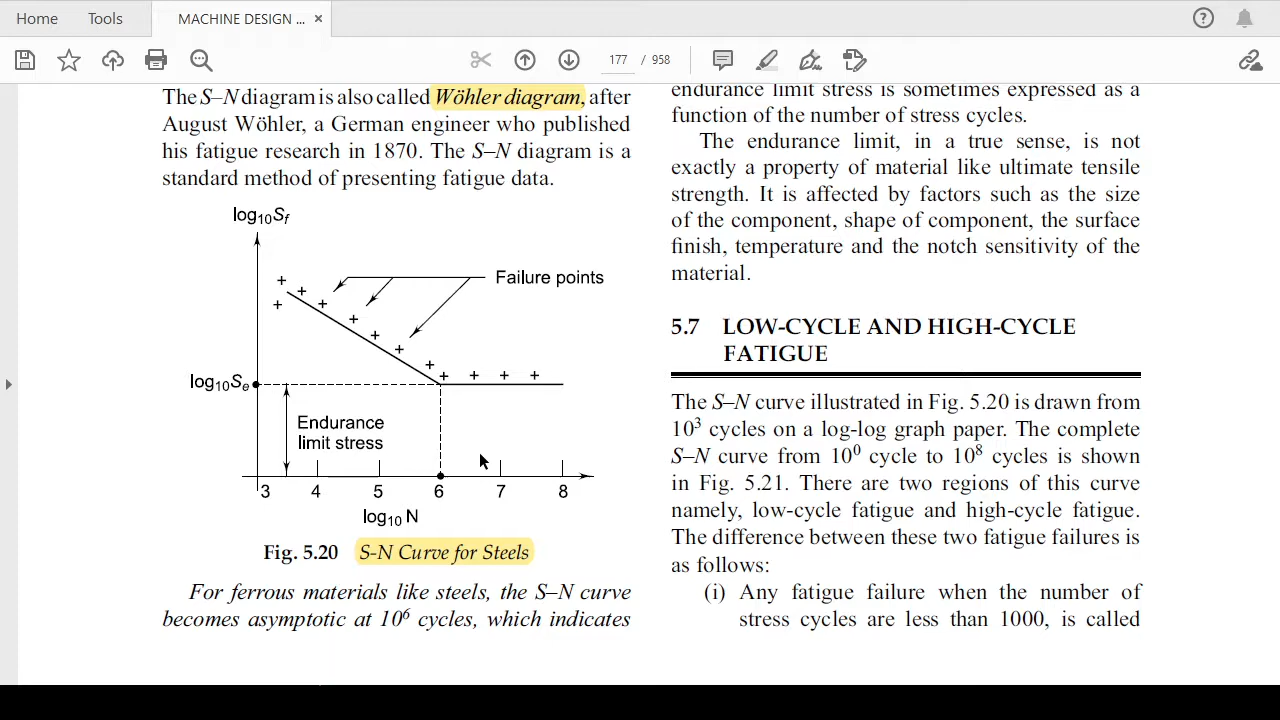 Home
Tools
MACHINE DESIGN ... ×
177 / 958
The S–N diagram is also called Wöhler diagram, after
August Wöhler, a German engineer who published
his fatigue research in 1870. The S–N diagram is a
standard method of presenting fatigue data.
log10Sf
Failure points
log10Se
Endurance
limit stress
3 4 5 6 7 8
log10 N
Fig. 5.20 S-N Curve for Steels
For ferrous materials like steels, the S–N curve
becomes asymptotic at 10⁶ cycles, which indicates
endurance limit stress is sometimes expressed as a
function of the number of stress cycles.
The endurance limit, in a true sense, is not
exactly a property of material like ultimate tensile
strength. It is affected by factors such as the size
of the component, shape of component, the surface
finish, temperature and the notch sensitivity of the
material.
5.7 LOW-CYCLE AND HIGH-CYCLE
FATIGUE
The S–N curve illustrated in Fig. 5.20 is drawn from
10³ cycles on a log-log graph paper. The complete
S–N curve from 10⁰ cycle to 10⁸ cycles is shown
in Fig. 5.21. There are two regions of this curve
namely, low-cycle fatigue and high-cycle fatigue.
The difference between these two fatigue failures is
as follows:
(i) Any fatigue failure when the number of
stress cycles are less than 1000, is called